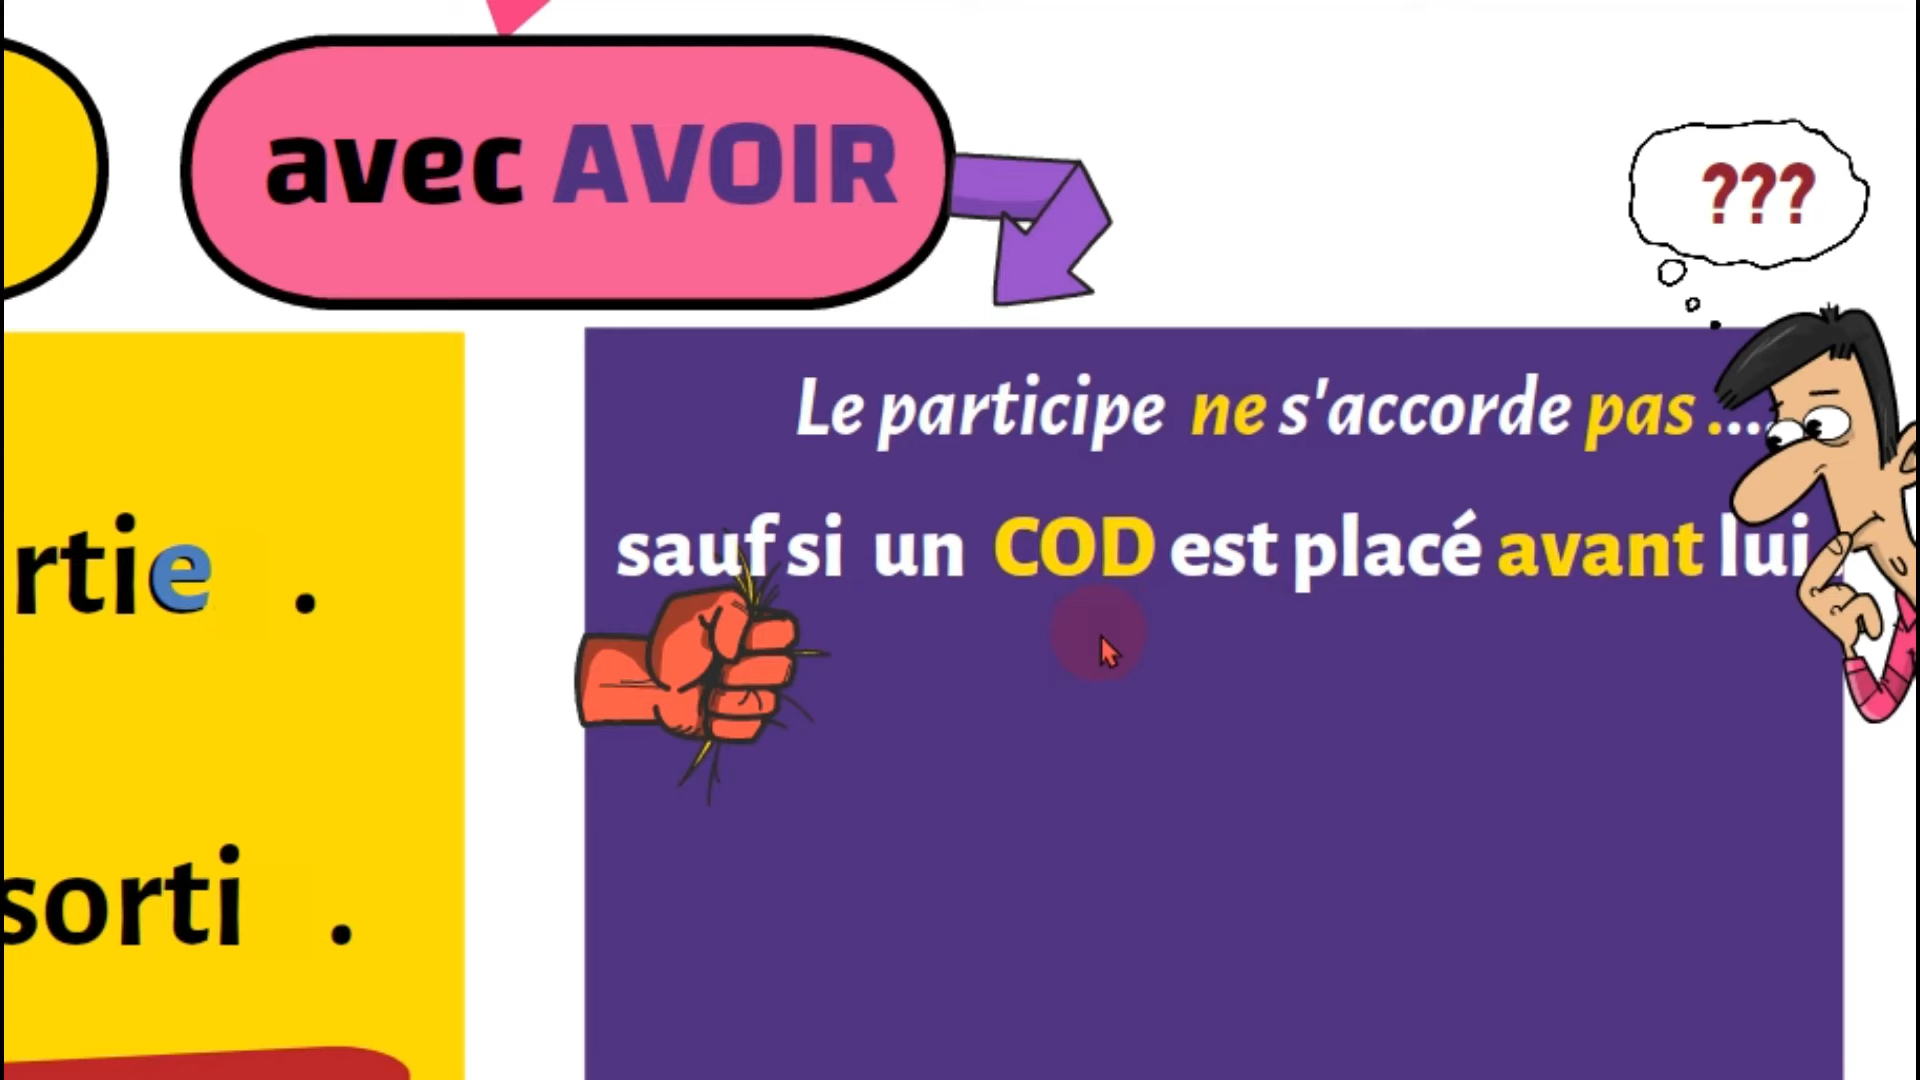 avec AVOIR
???
Le participe ne s'accorde pas ....
sauf si un COD est placé avant lui.
rtie .
sorti .